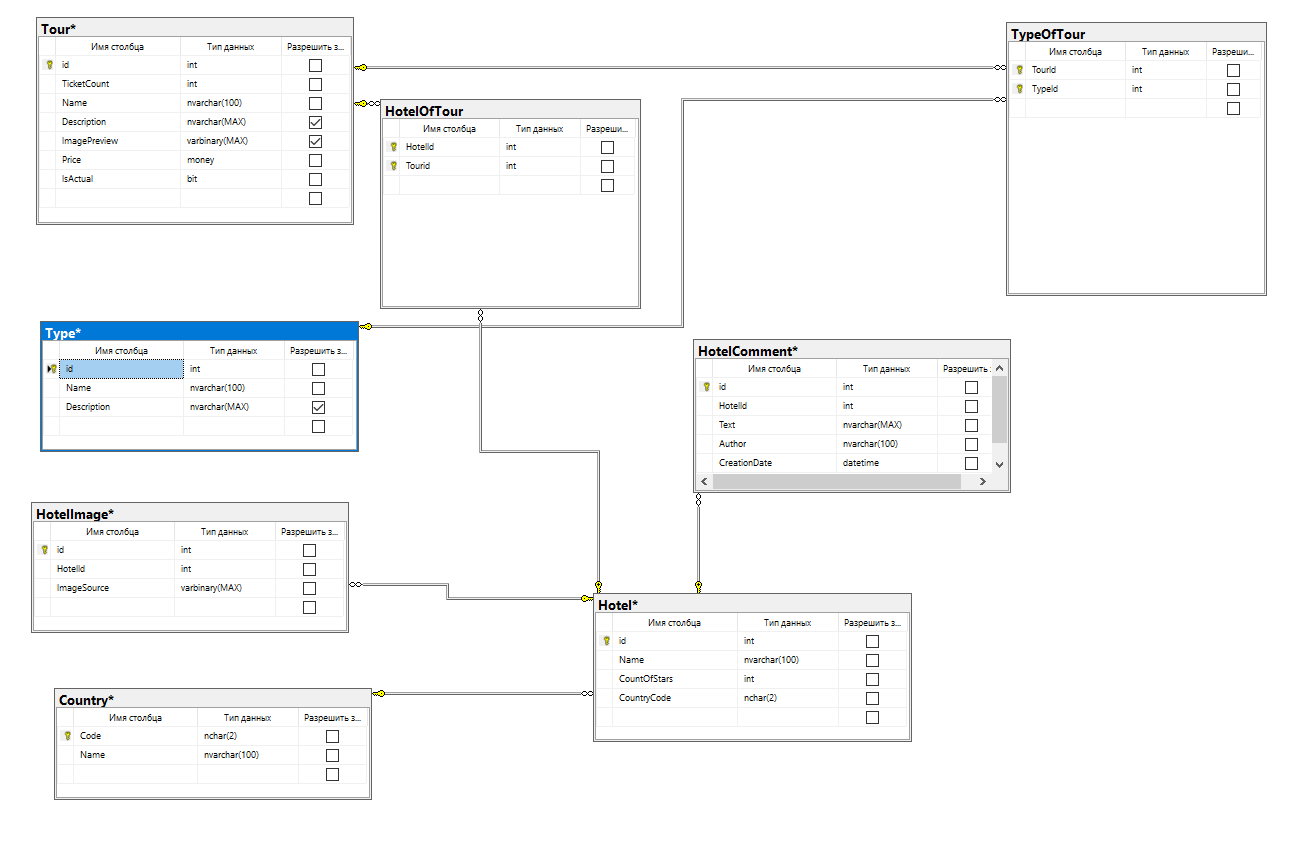 Tour*
Имя столбца Тип данных Разрешить з...
id int
TicketCount int
Name nvarchar(100)
Description nvarchar(MAX)
ImagePreview varbinary(MAX)
Price money
IsActual bit
TypeOfTour
Имя столбца Тип данных Разреши...
TourId int
TypeId int
HotelOfTour
Имя столбца Тип данных Разреши...
HotelId int
Tourid int
Type*
Имя столбца Тип данных Разрешить з...
id int
Name nvarchar(100)
Description nvarchar(MAX)
HotelComment*
Имя столбца Тип данных Разрешить
id int
HotelId int
Text nvarchar(MAX)
Author nvarchar(100)
CreationDate datetime
HotelImage*
Имя столбца Тип данных Разрешить з...
id int
HotelId int
ImageSource varbinary(MAX)
Hotel*
Имя столбца Тип данных Разрешить з...
id int
Name nvarchar(100)
CountOfStars int
CountryCode nchar(2)
Country*
Имя столбца Тип данных Разрешить з...
Code nchar(2)
Name nvarchar(100)